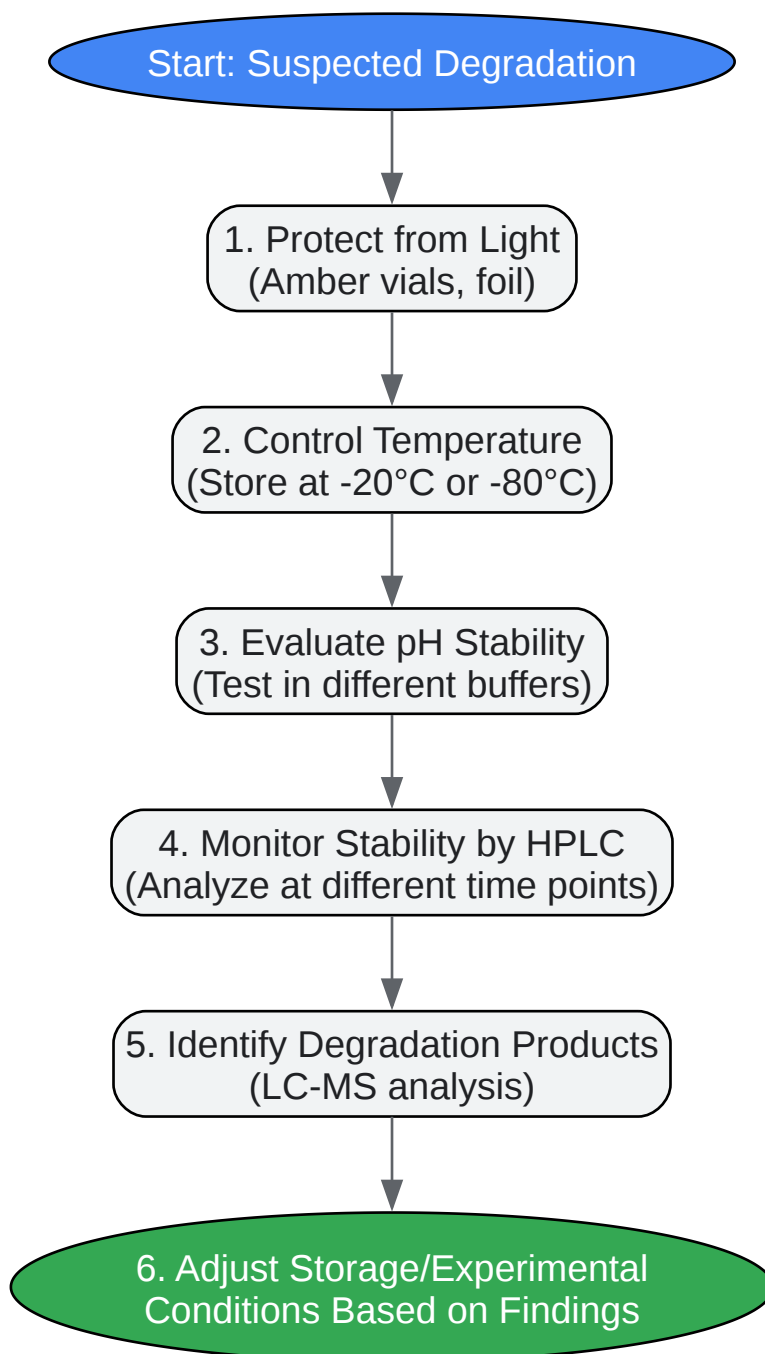 Start: Suspected Degradation
1. Protect from Light
(Amber vials, foil)
2. Control Temperature
(Store at -20°C or -80°C)
3. Evaluate pH Stability
(Test in different buffers)
4. Monitor Stability by HPLC
(Analyze at different time points)
5. Identify Degradation Products
(LC-MS analysis)
6. Adjust Storage/Experimental
Conditions Based on Findings